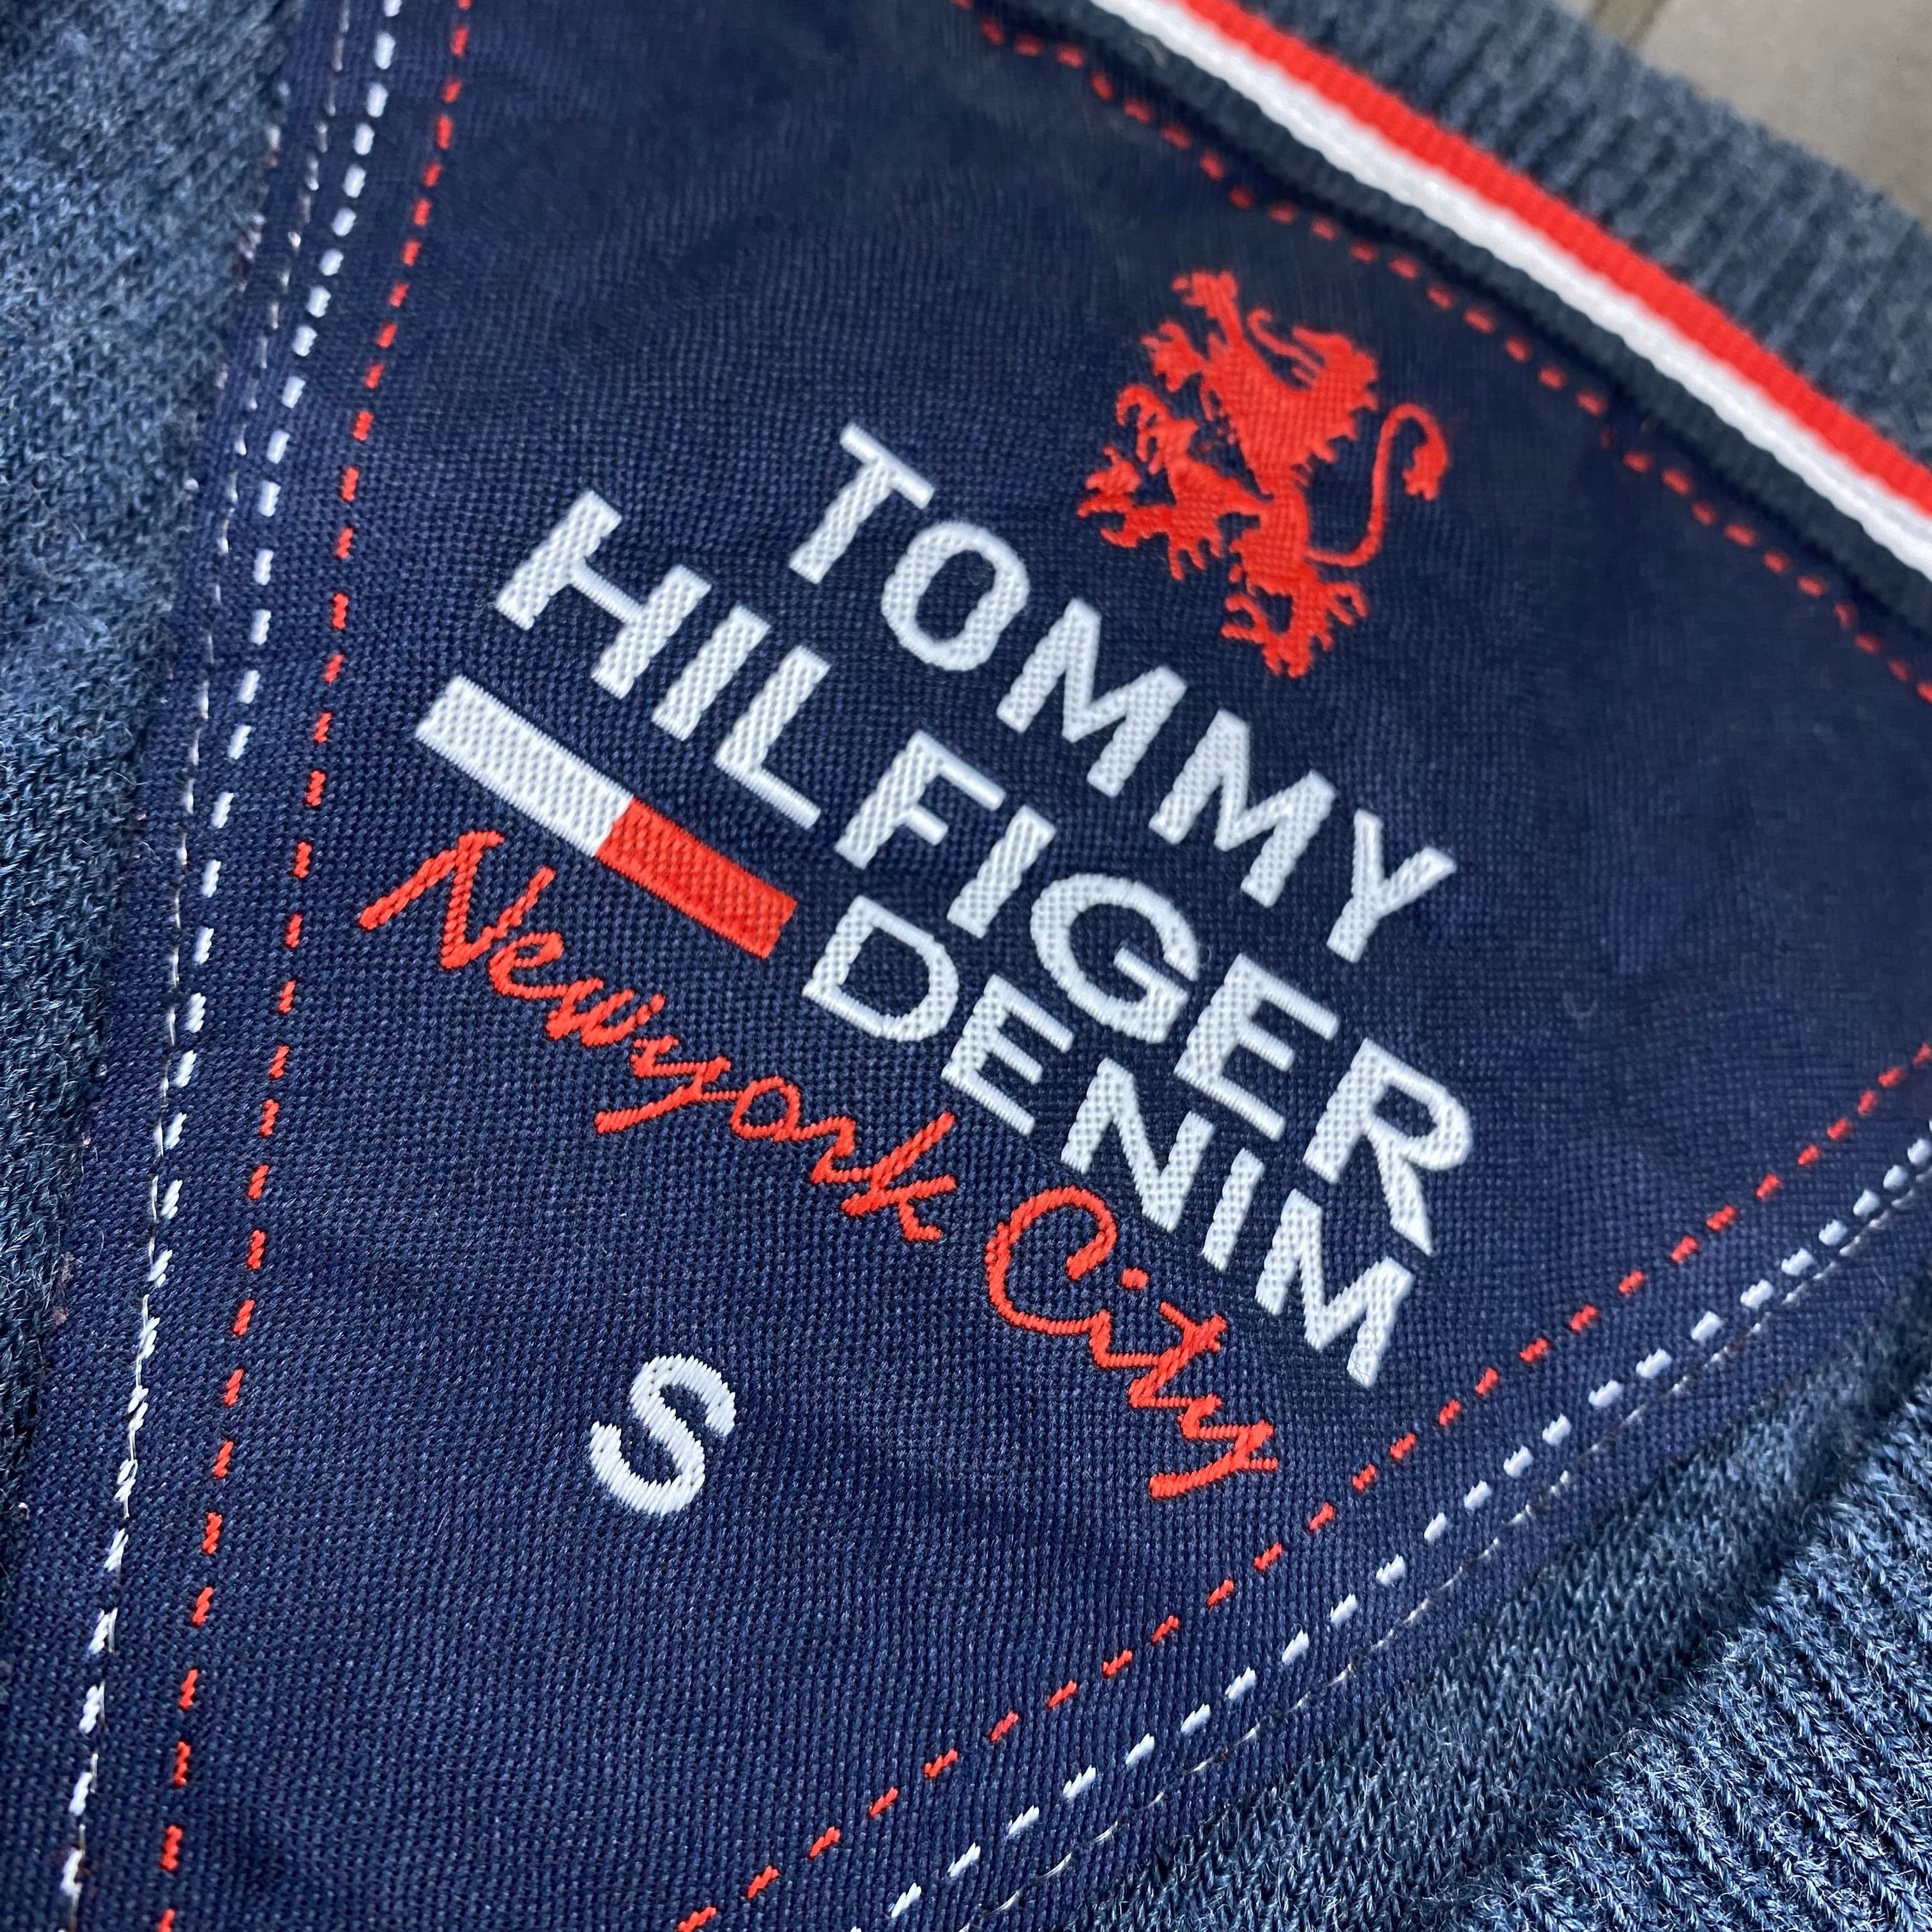 TOMMY
HILFIGER
DENIM
Newyork City
S